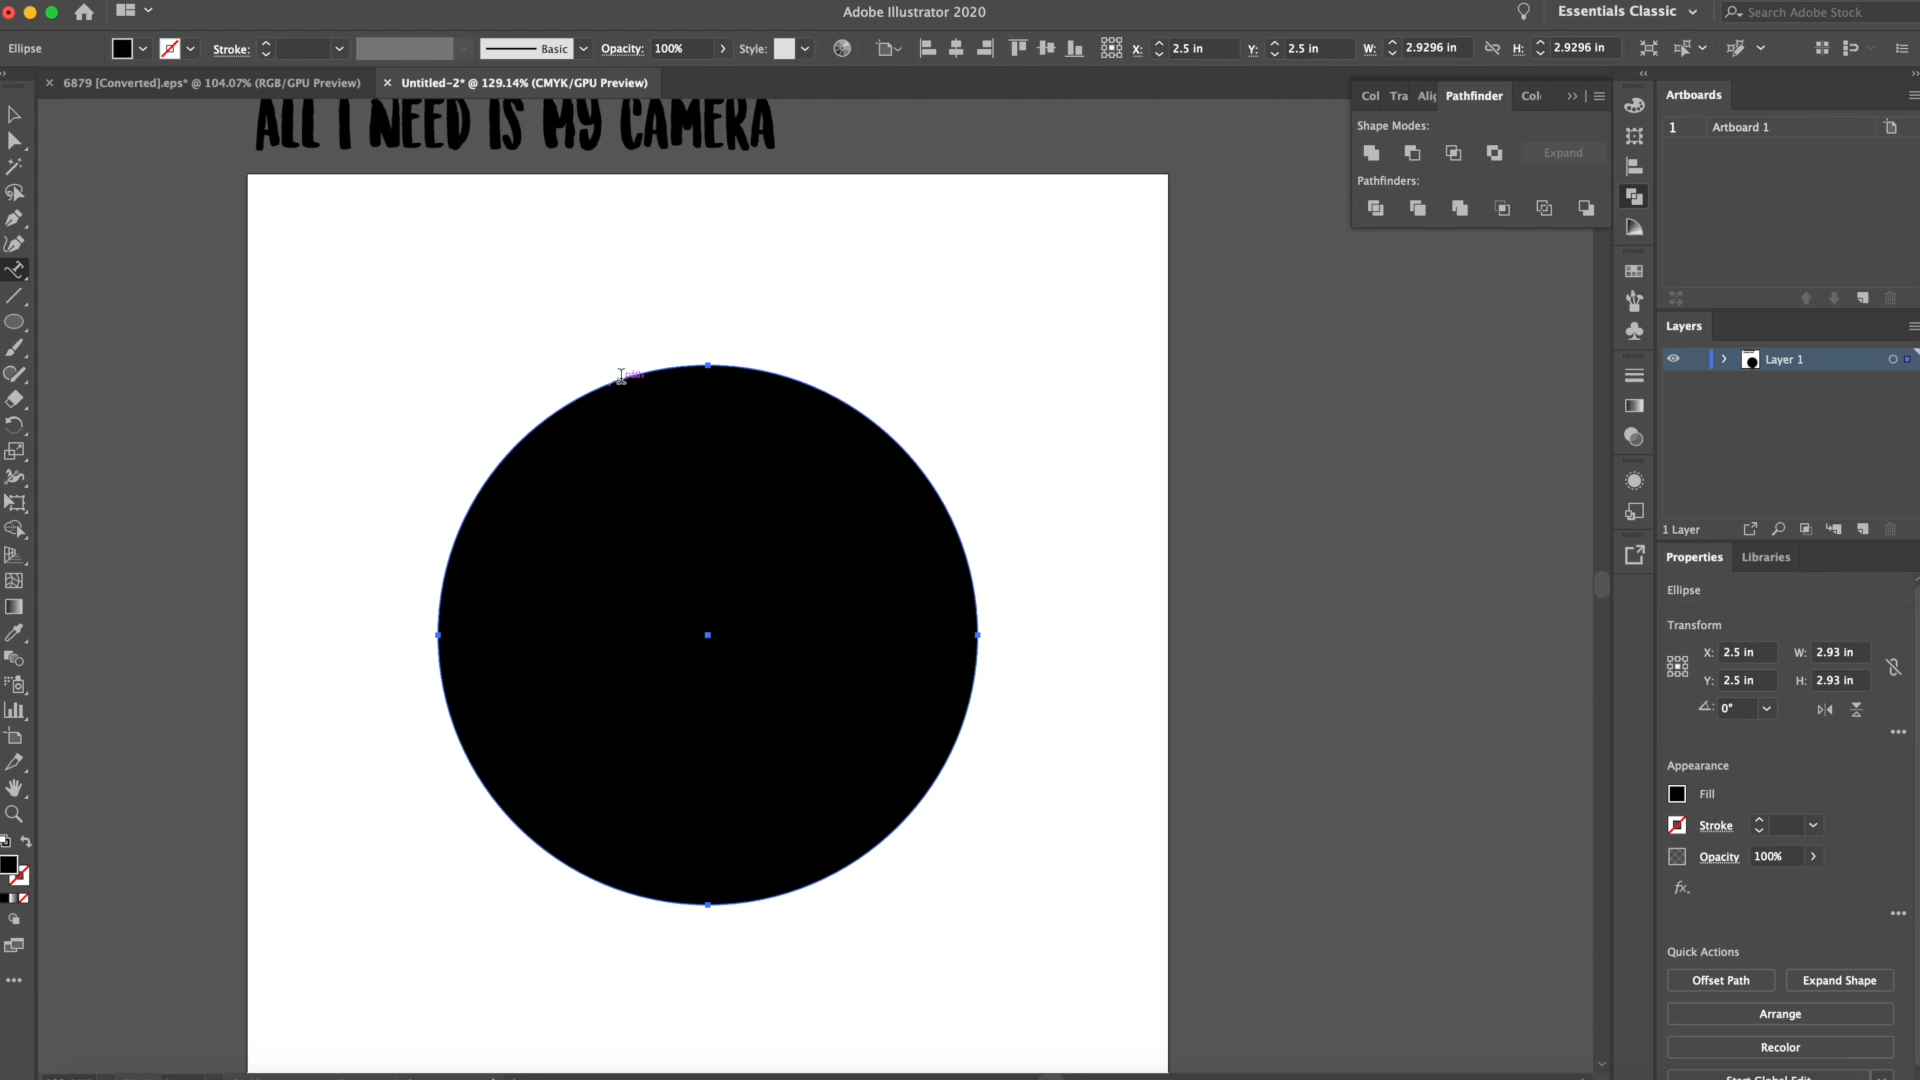 Adobe Illustrator 2020
Essentials Classic
Search Adobe Stock
Ellipse
Stroke:
Basic
Opacity: 100%
Style:
X: 2.5 in
Y: 2.5 in
W: 2.9296 in
H: 2.9296 in
6879 [Converted].eps* @ 104.07% (RGB/GPU Preview)
Untitled-2* @ 129.14% (CMYK/GPU Preview)
ALL I NEED IS MY CAMERA
Col Tra Alig Pathfinder Col
Shape Modes:
Expand
Pathfinders:
Artboards
1 Artboard 1
Layers
Layer 1
1 Layer
Properties Libraries
Ellipse
Transform
X: 2.5 in W: 2.93 in
Y: 2.5 in H: 2.93 in
0°
Appearance
Fill
Stroke
Opacity 100%
fx.
Quick Actions
Offset Path Expand Shape
Arrange
Recolor
Start Global Edit